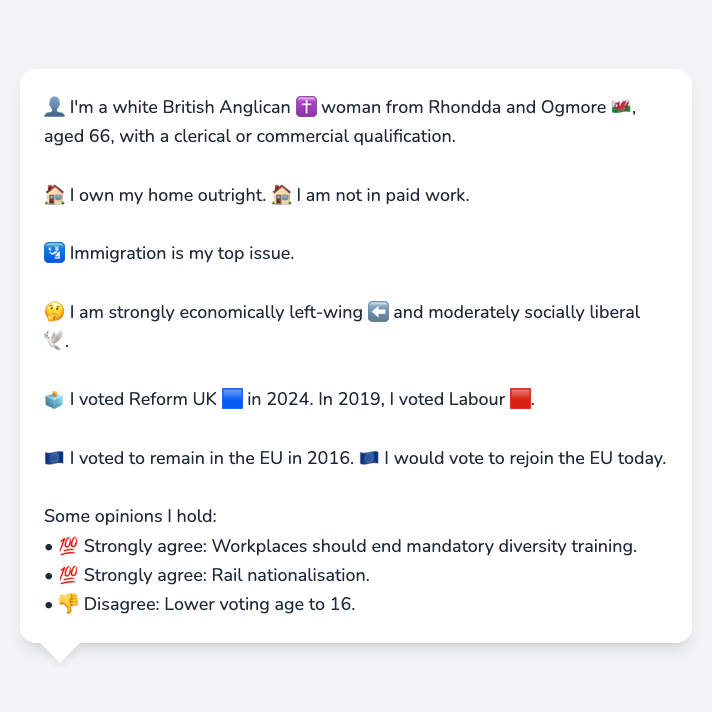 👤 I'm a white British Anglican ✝️ woman from Rhondda and Ogmore 🏴󠁧󠁢󠁷󠁬󠁳󠁿,
aged 66, with a clerical or commercial qualification.
🏠 I own my home outright. 🏠 I am not in paid work.
🛂 Immigration is my top issue.
🤔 I am strongly economically left-wing ⬅️ and moderately socially liberal
🕊️.
🗳️ I voted Reform UK 🟦 in 2024. In 2019, I voted Labour 🟥.
🇪🇺 I voted to remain in the EU in 2016. 🇪🇺 I would vote to rejoin the EU today.
Some opinions I hold:
• 💯 Strongly agree: Workplaces should end mandatory diversity training.
• 💯 Strongly agree: Rail nationalisation.
• 👎 Disagree: Lower voting age to 16.